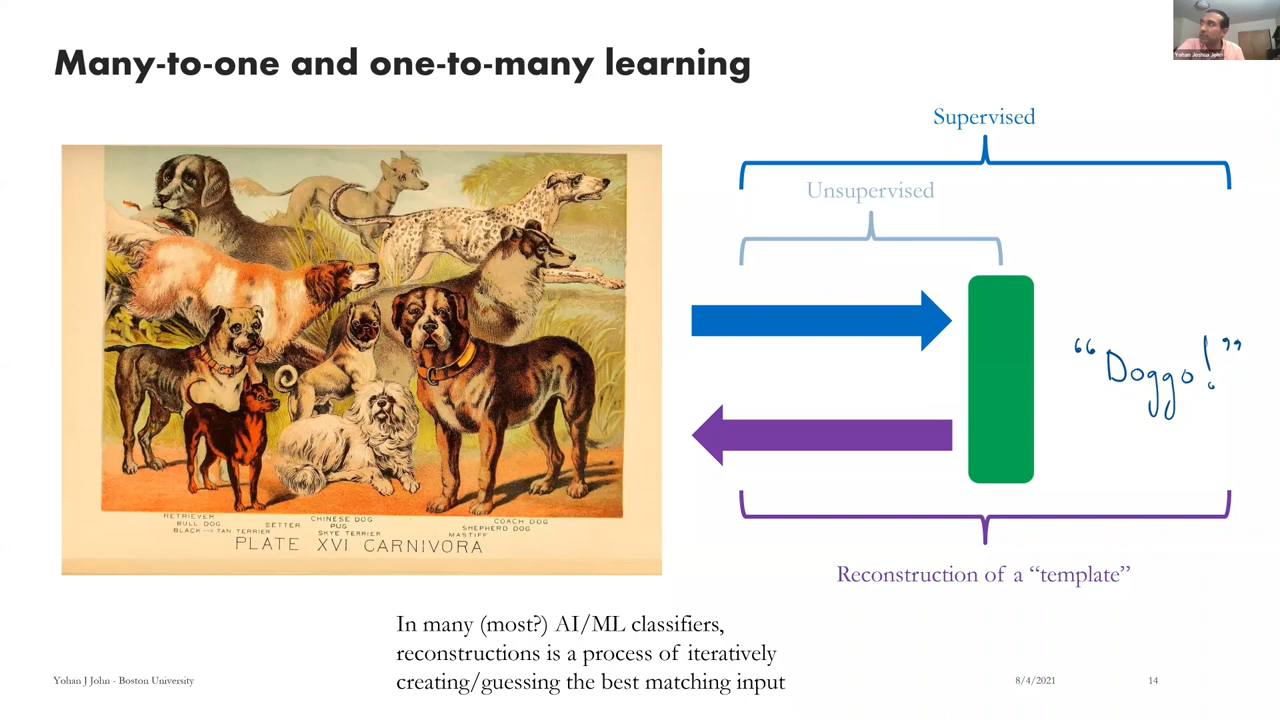 Many-to-one and one-to-many learning
Yohan Joshua John
Supervised
Unsupervised
"Doggo!"
RETRIEVER
BULL DOG
BLACK AND TAN TERRIER
SETTER
CHINESE DOG
PUG
SKYE TERRIER
MASTIFF
COACH DOG
SHEPHERD DOG
PLATE XVI CARNIVORA
Reconstruction of a “template”
In many (most?) AI/ML classifiers,
reconstructions is a process of iteratively
creating/guessing the best matching input
Yohan J John - Boston University
8/4/2021
14